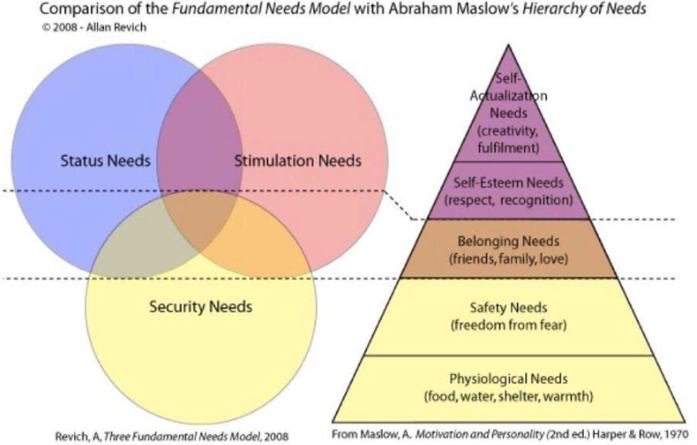 Comparison of the Fundamental Needs Model with Abraham Maslow's Hierarchy of Needs
© 2008 - Allan Revich
Status Needs
Stimulation Needs
Security Needs
Self-
Actualization
Needs
(creativity,
fulfilment)
Self-Esteem Needs
(respect, recognition)
Belonging Needs
(friends, family, love)
Safety Needs
(freedom from fear)
Physiological Needs
(food, water, shelter, warmth)
Revich, A, Three Fundamental Needs Model, 2008
From Maslow, A. Motivation and Personality (2nd ed.) Harper & Row, 1970